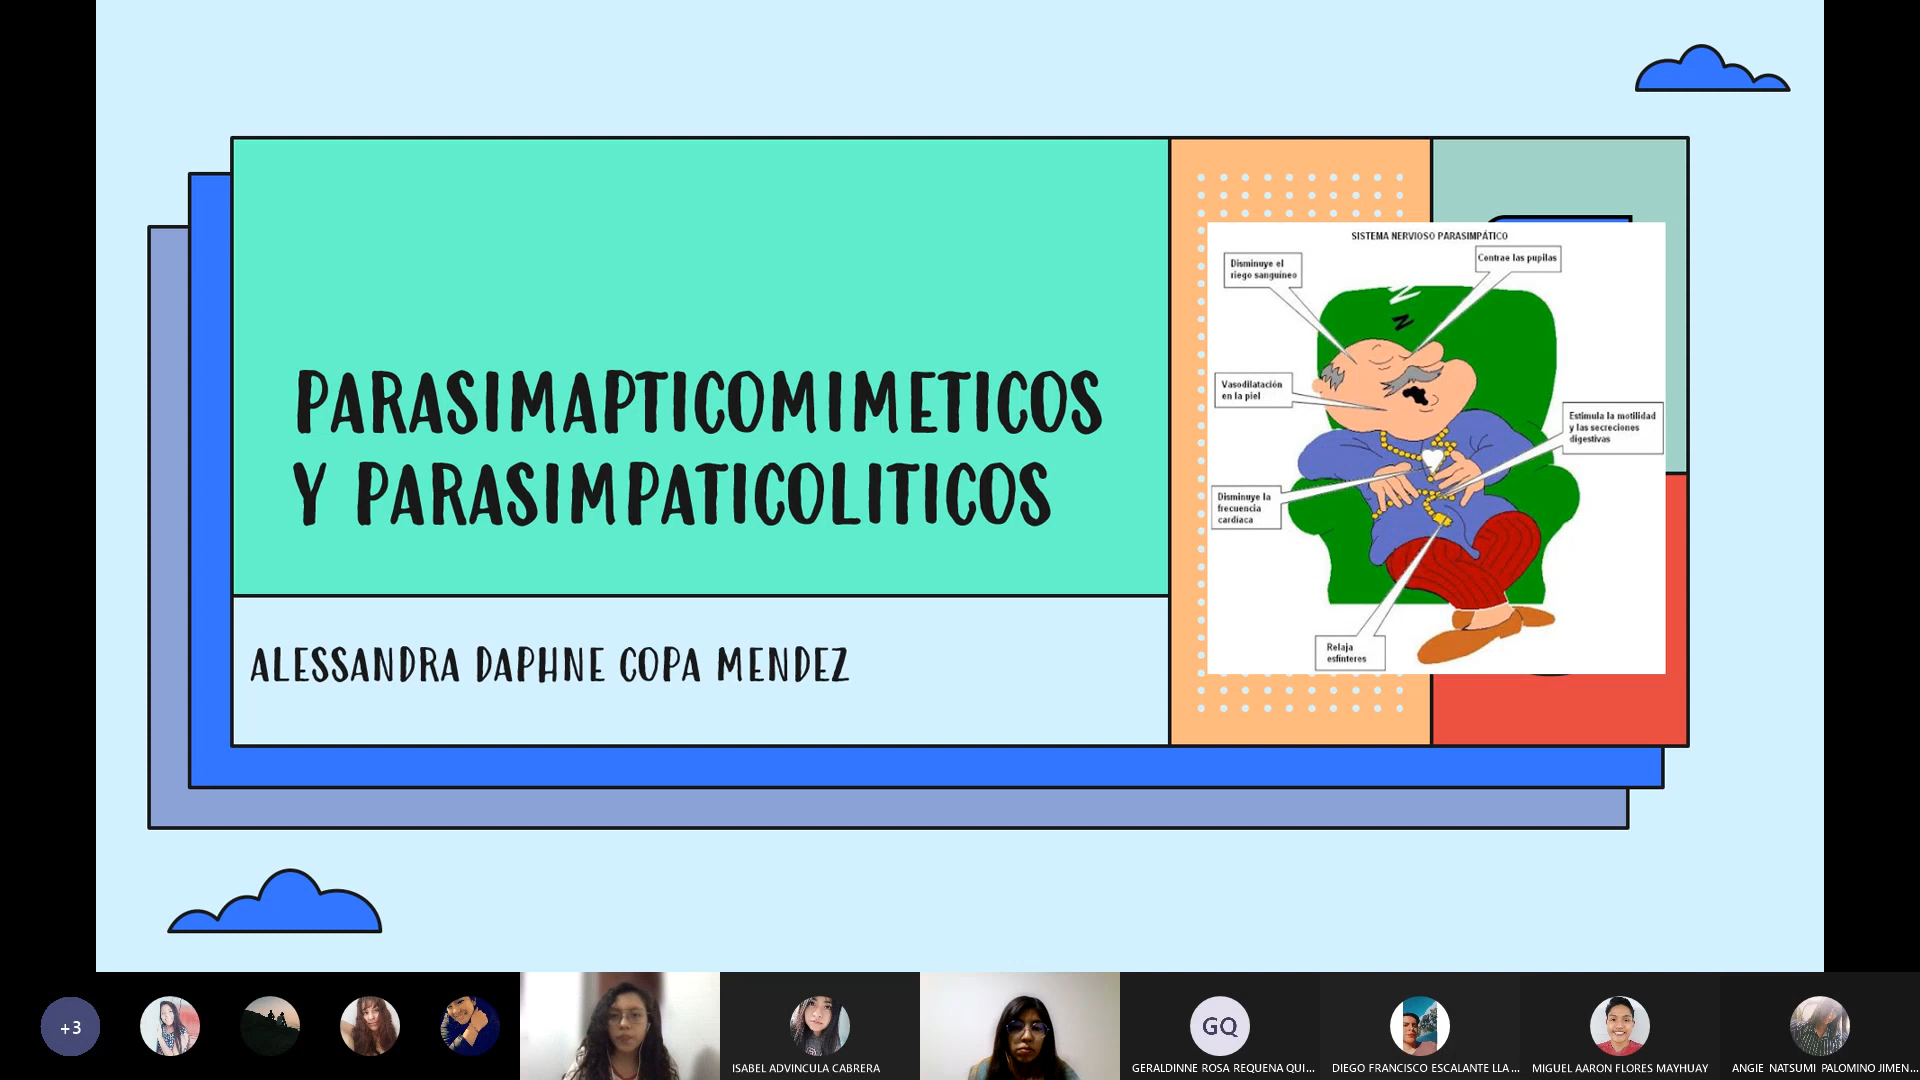 PARASIMAPTICOMIMETICOS
Y PARASIMPATICOLITICOS
ALESSANDRA DAPHNE COPA MENDEZ
SISTEMA NERVIOSO PARASIMPÁTICO
Disminuye el
riego sanguíneo
Contrae las pupilas
Vasodilatación
en la piel
Estimula la motilidad
y las secreciones
digestivas
Disminuye la
frecuencia
cardíaca
Relaja
esfínteres
+3
ISABEL ADVINCULA CABRERA
GQ
GERALDINNE ROSA REQUENA QUI...
DIEGO FRANCISCO ESCALANTE LLA...
MIGUEL AARON FLORES MAYHUAY
ANGIE NATSUMI PALOMINO JIMEN...